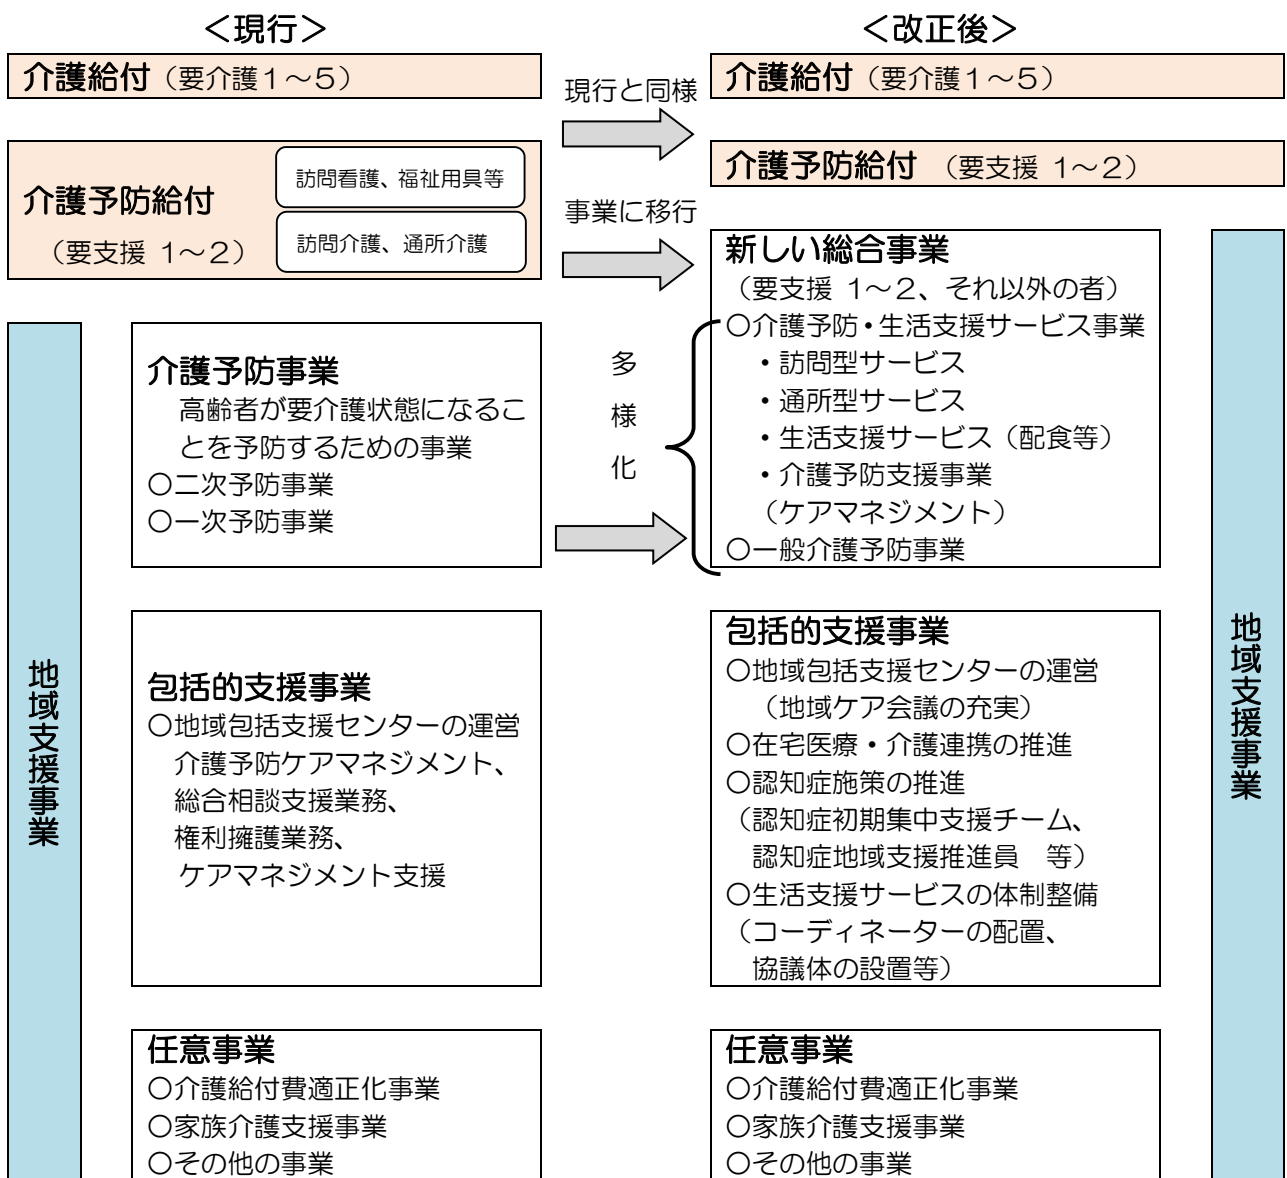 ＜現行＞
介護給付（要介護１～５）
介護予防給付
（要支援 １～２）
訪問看護、福祉用具等
訪問介護、通所介護
地域支援事業
介護予防事業
高齢者が要介護状態になるこ
とを予防するための事業
〇二次予防事業
〇一次予防事業
包括的支援事業
〇地域包括支援センターの運営
介護予防ケアマネジメント、
総合相談支援業務、
権利擁護業務、
ケアマネジメント支援
任意事業
〇介護給付費適正化事業
〇家族介護支援事業
〇その他の事業
現行と同様
事業に移行
多様化
＜改正後＞
介護給付（要介護１～５）
介護予防給付 （要支援 １～２）
新しい総合事業
（要支援 １～２、それ以外の者）
〇介護予防・生活支援サービス事業
・訪問型サービス
・通所型サービス
・生活支援サービス（配食等）
・介護予防支援事業
（ケアマネジメント）
〇一般介護予防事業
包括的支援事業
〇地域包括支援センターの運営
（地域ケア会議の充実）
〇在宅医療・介護連携の推進
〇認知症施策の推進
（認知症初期集中支援チーム、
認知症地域支援推進員　等）
〇生活支援サービスの体制整備
（コーディネーターの配置、
協議体の設置等）
任意事業
〇介護給付費適正化事業
〇家族介護支援事業
〇その他の事業
地域支援事業